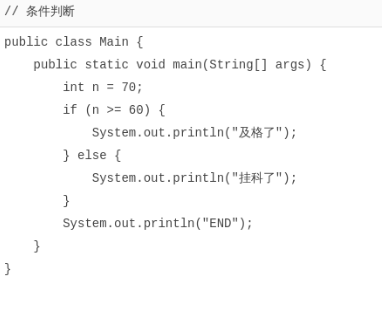 // 条件判断
public class Main {
    public static void main(String[] args) {
        int n = 70;
        if (n >= 60) {
            System.out.println("及格了");
        } else {
            System.out.println("挂科了");
        }
        System.out.println("END");
    }
}